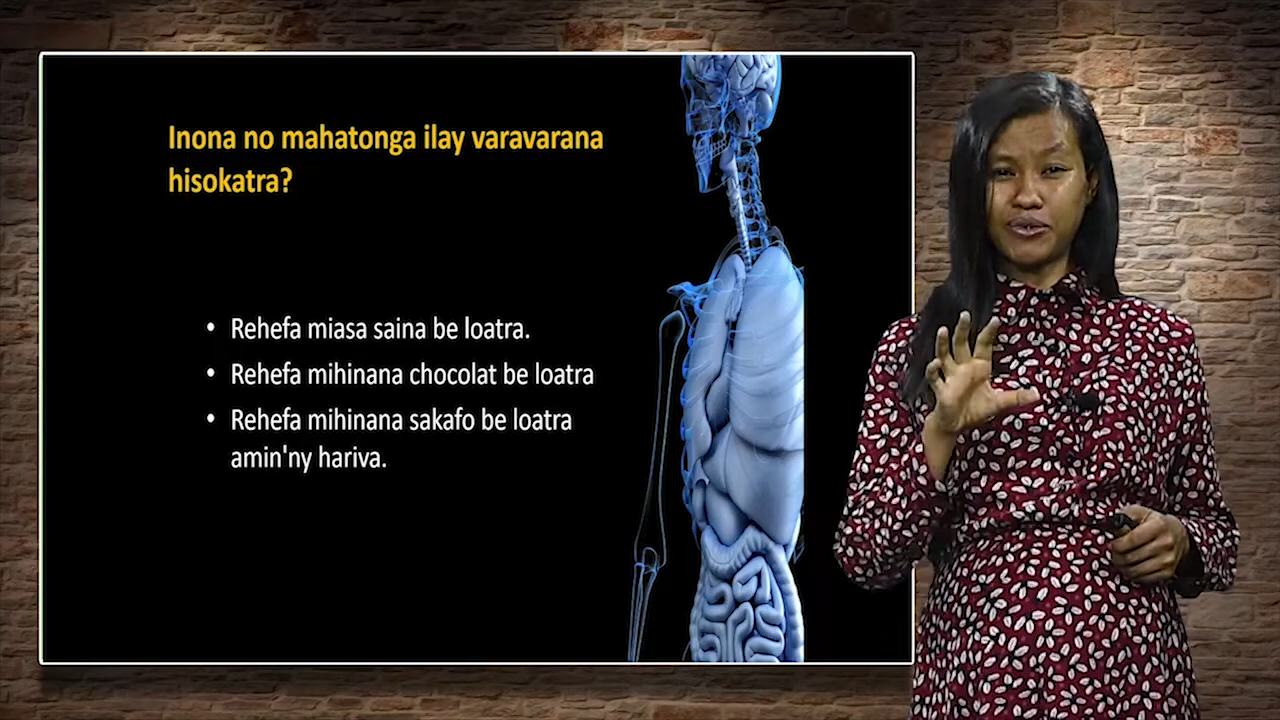 Inona no mahatonga ilay varavarana
hisokatra?
• Rehefa miasa saina be loatra.
• Rehefa mihinana chocolat be loatra
• Rehefa mihinana sakafo be loatra
amin'ny hariva.